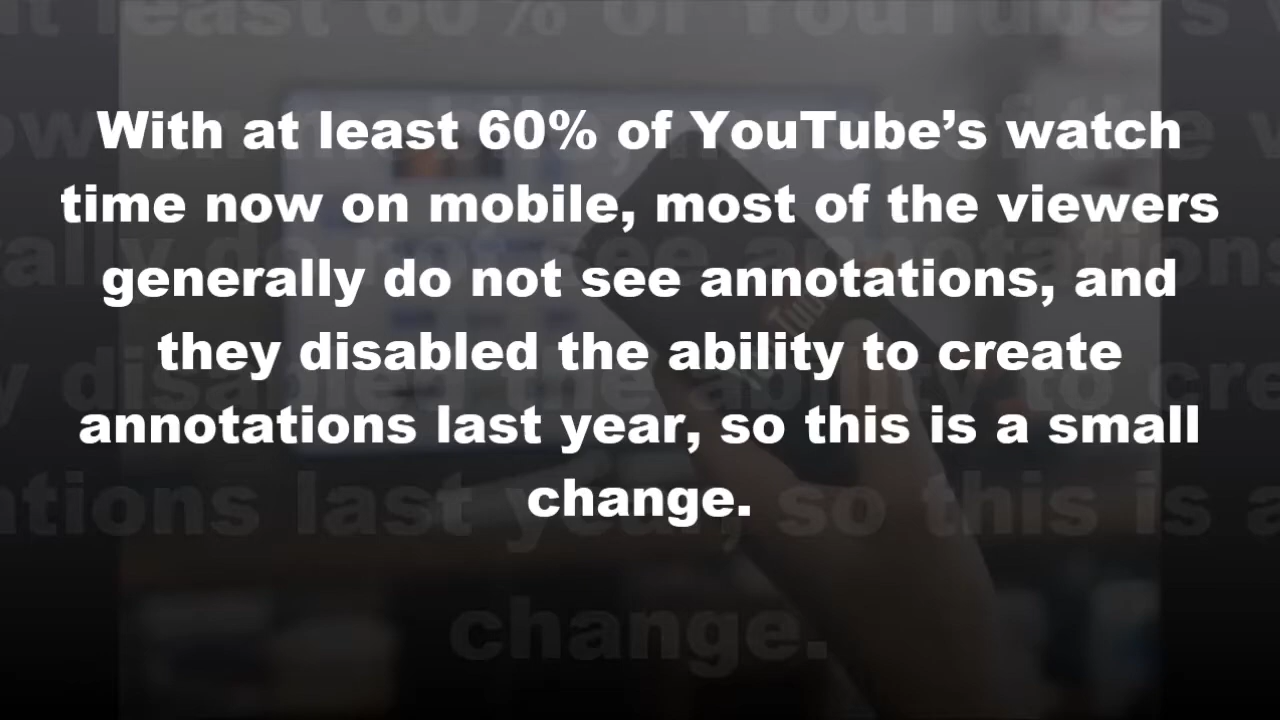 With at least 60% of YouTube’s watch
time now on mobile, most of the viewers
generally do not see annotations, and
they disabled the ability to create
annotations last year, so this is a small
change.